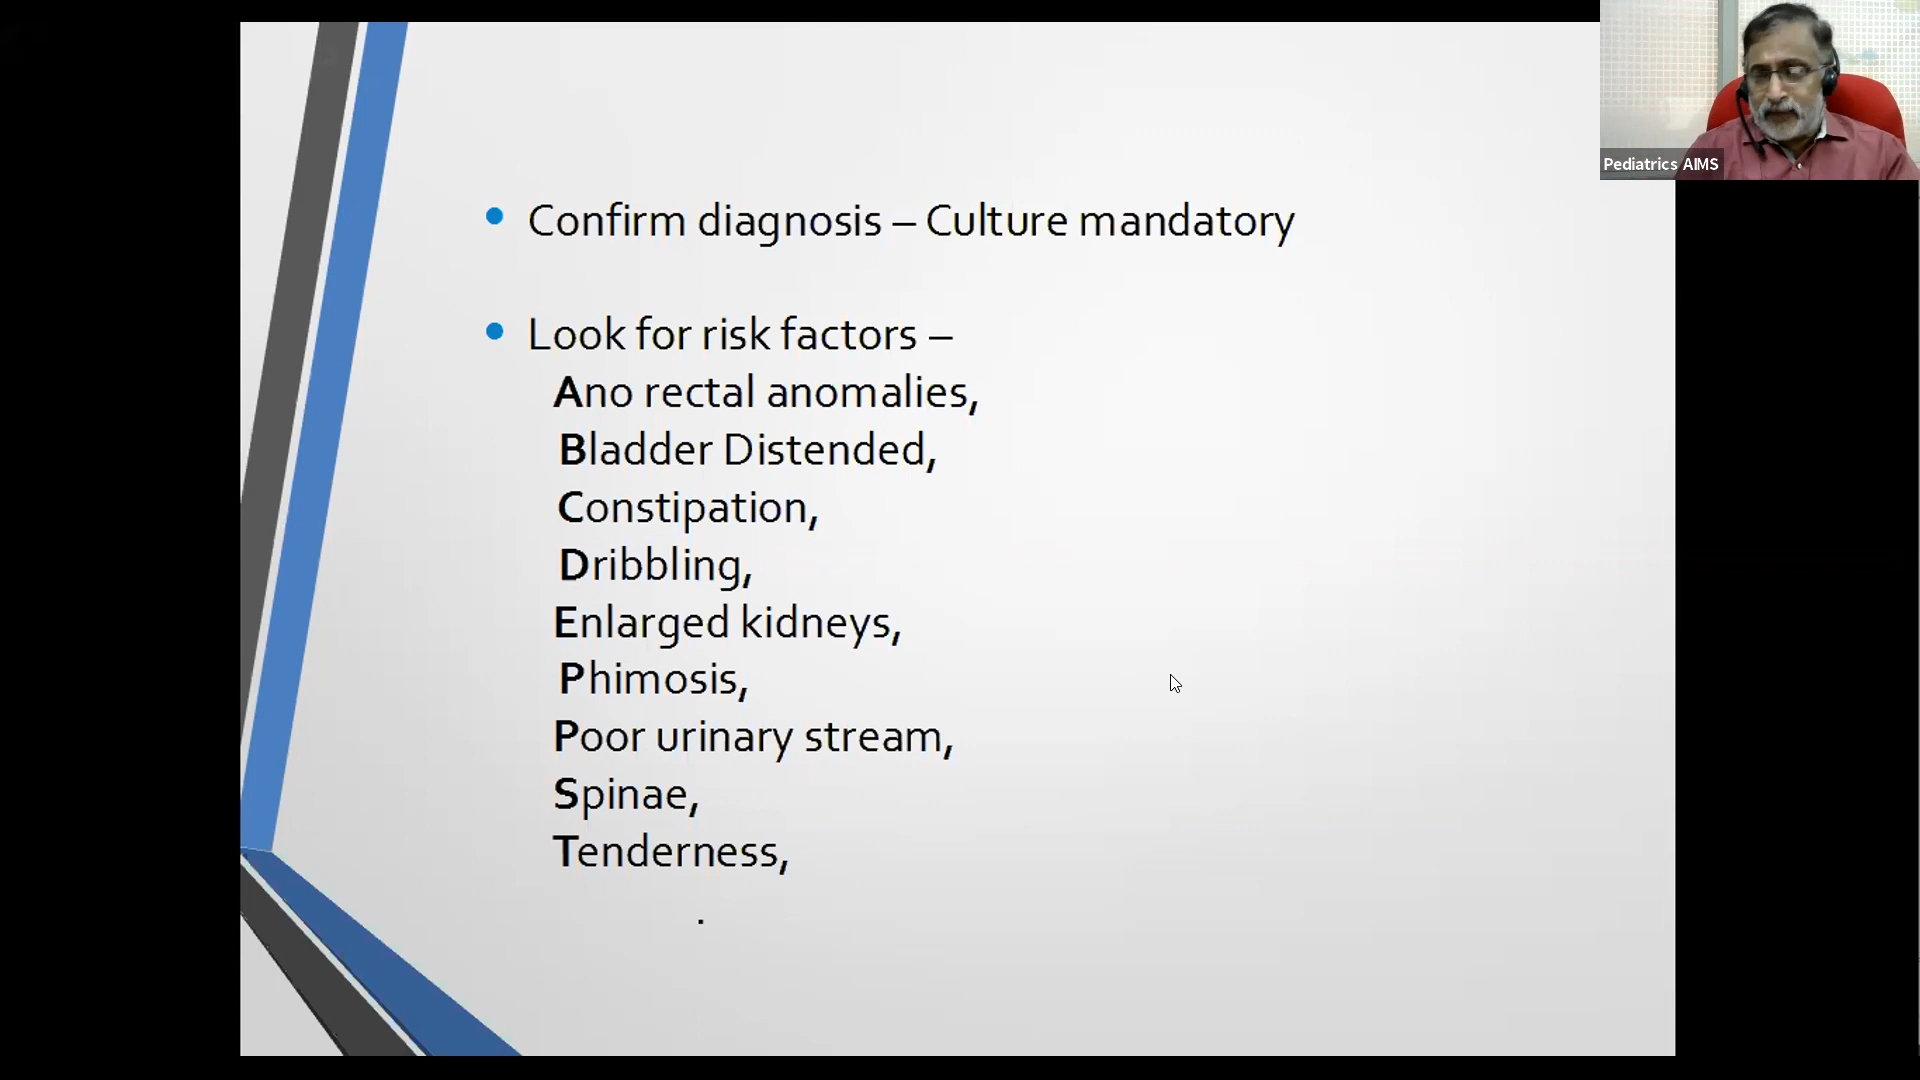 Pediatrics AIMS
Confirm diagnosis – Culture mandatory
Look for risk factors –
Ano rectal anomalies,
Bladder Distended,
Constipation,
Dribbling,
Enlarged kidneys,
Phimosis,
Poor urinary stream,
Spinae,
Tenderness,
.